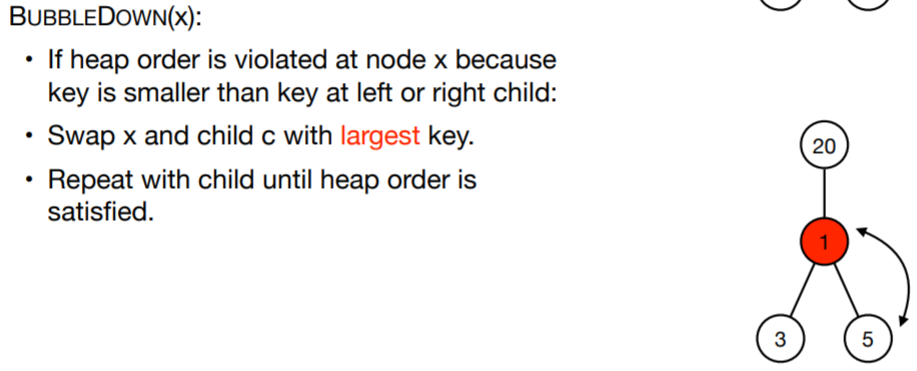 BUBBLEDOWN(x):
• If heap order is violated at node x because
key is smaller than key at left or right child:
• Swap x and child c with largest key.
• Repeat with child until heap order is
satisfied.
20
1
3 5